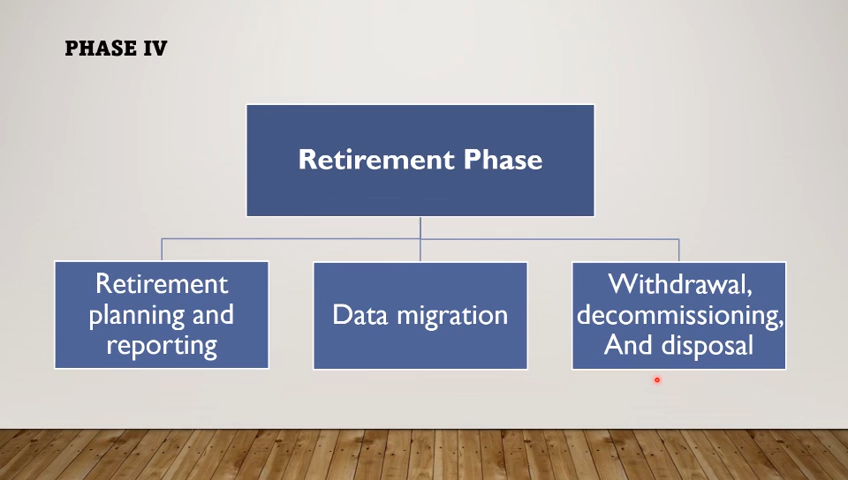 PHASE IV
Retirement Phase
Retirement
planning and
reporting
Data migration
Withdrawal,
decommissioning,
And disposal